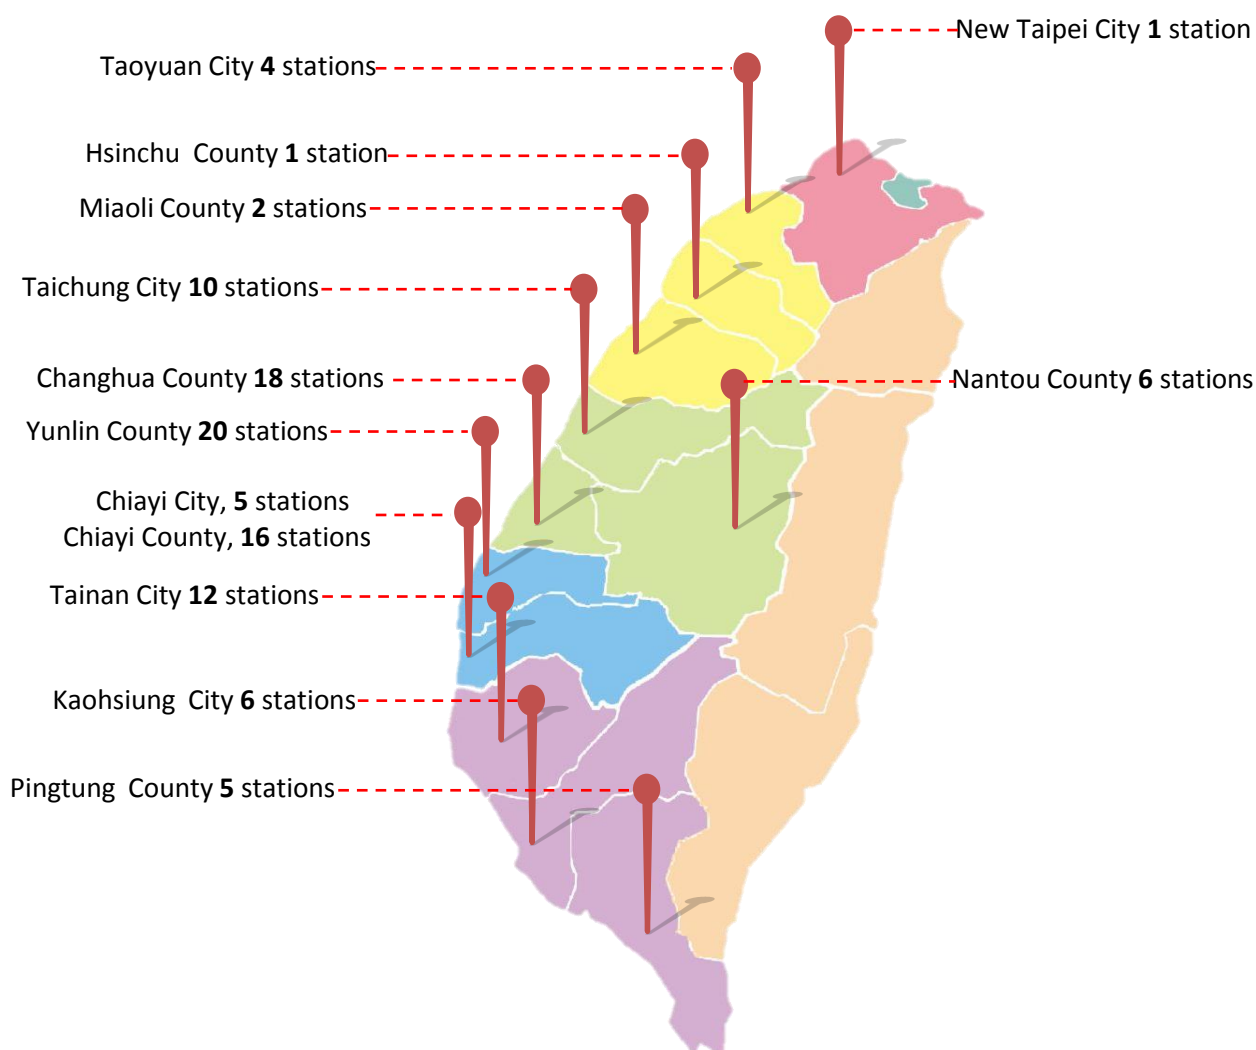 New Taipei City 1 station
Taoyuan City 4 stations
Hsinchu County 1 station
Miaoli County 2 stations
Taichung City 10 stations
Changhua County 18 stations
Nantou County 6 stations
Yunlin County 20 stations
Chiayi City, 5 stations
Chiayi County, 16 stations
Tainan City 12 stations
Kaohsiung City 6 stations
Pingtung County 5 stations